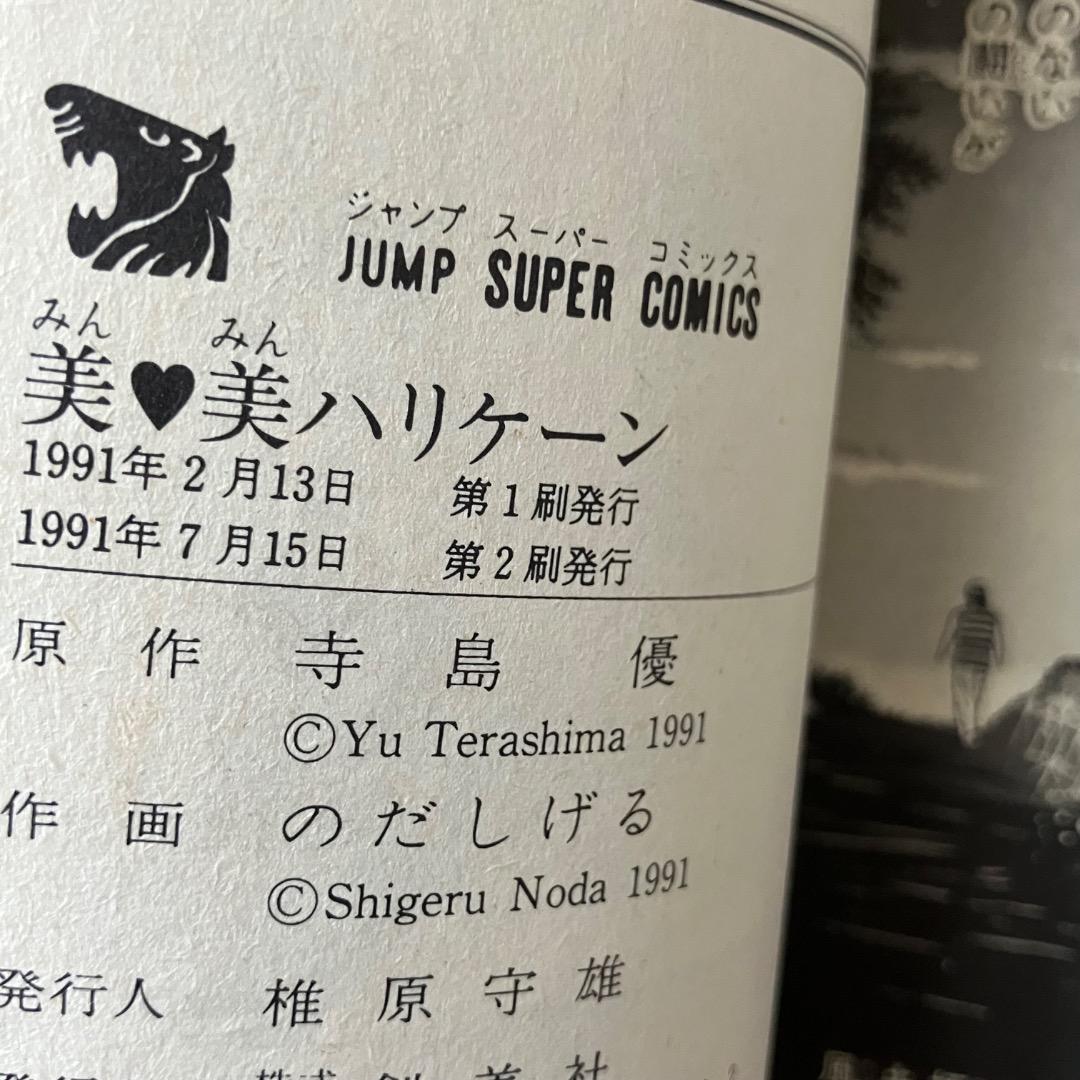 ジャンプ スーパー コミックス
JUMP SUPER COMICS
みん みん
美♥美ハリケーン
1991年2月13日 第1刷発行
1991年7月15日 第2刷発行
原作 寺島 優
©Yu Terashima 1991
作画 のだしげる
©Shigeru Noda 1991
発行人 椎原守雄